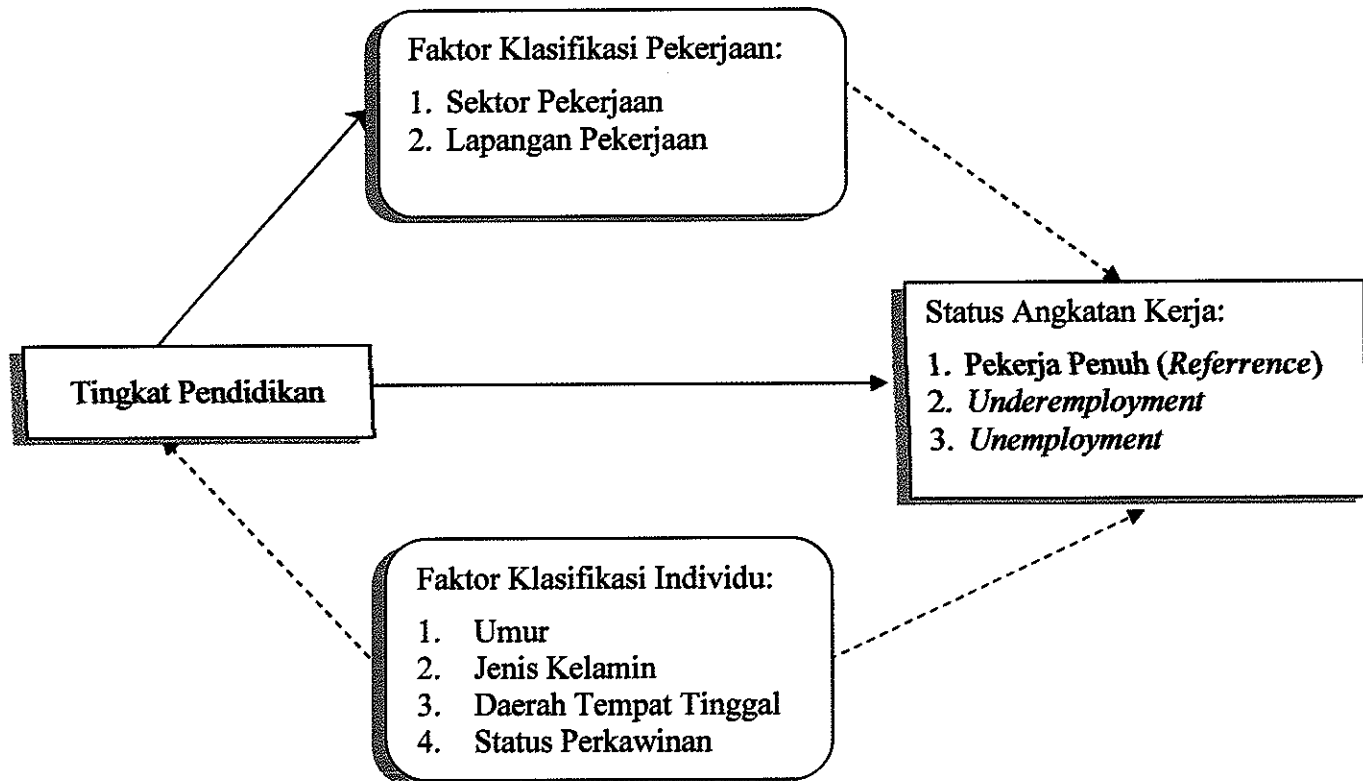 Faktor Klasifikasi Pekerjaan:
1. Sektor Pekerjaan
2. Lapangan Pekerjaan
Tingkat Pendidikan
Status Angkatan Kerja:
1. Pekerja Penuh (Referrence)
2. Underemployment
3. Unemployment
Faktor Klasifikasi Individu:
1. Umur
2. Jenis Kelamin
3. Daerah Tempat Tinggal
4. Status Perkawinan